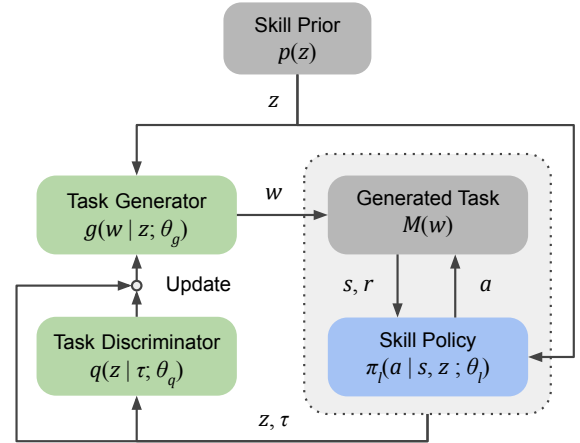 Skill Prior
p(z)
z
Task Generator
g(w | z; θ_g)
w
Generated Task
M(w)
Update
s, r
a
Task Discriminator
q(z | τ; θ_q)
Skill Policy
π_l(a | s, z ; θ_l)
z, τ